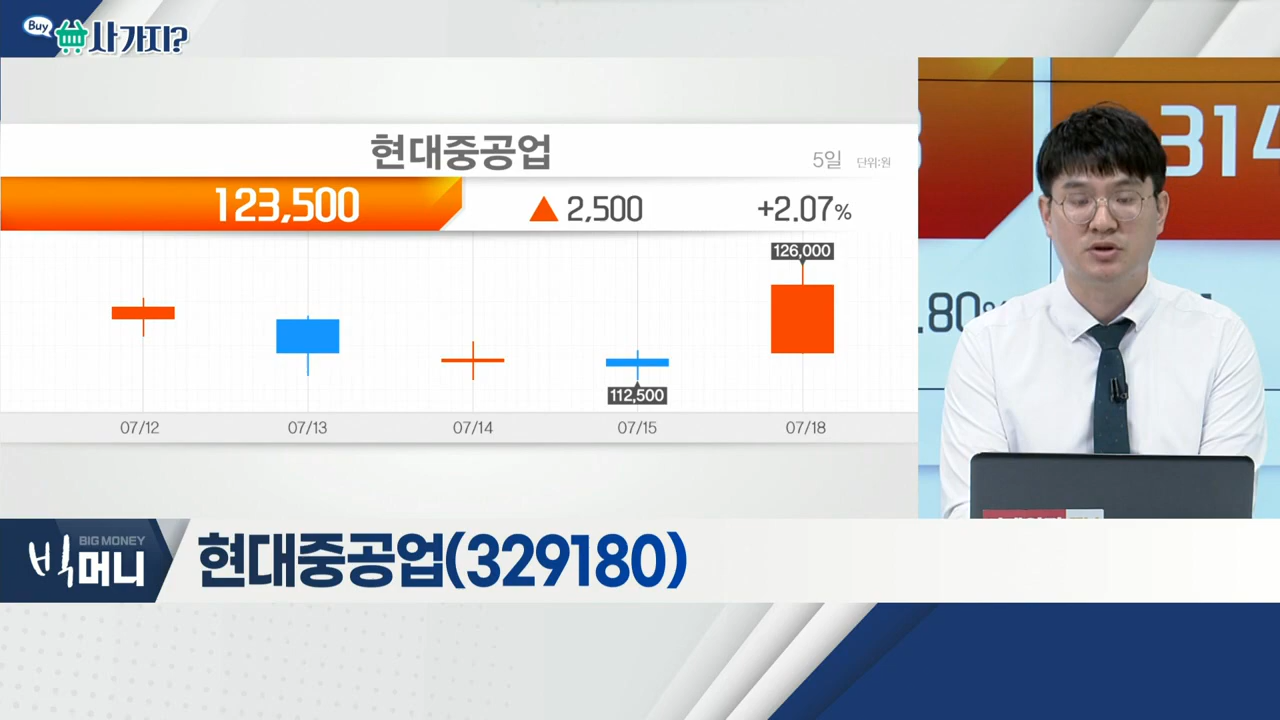 Buy
사가지?
현대중공업
5일 단위:원
123,500 ▲ 2,500 +2.07%
126,000
112,500
07/12 07/13 07/14 07/15 07/18
314
.80%
BIG MONEY
빅머니
현대중공업(329180)